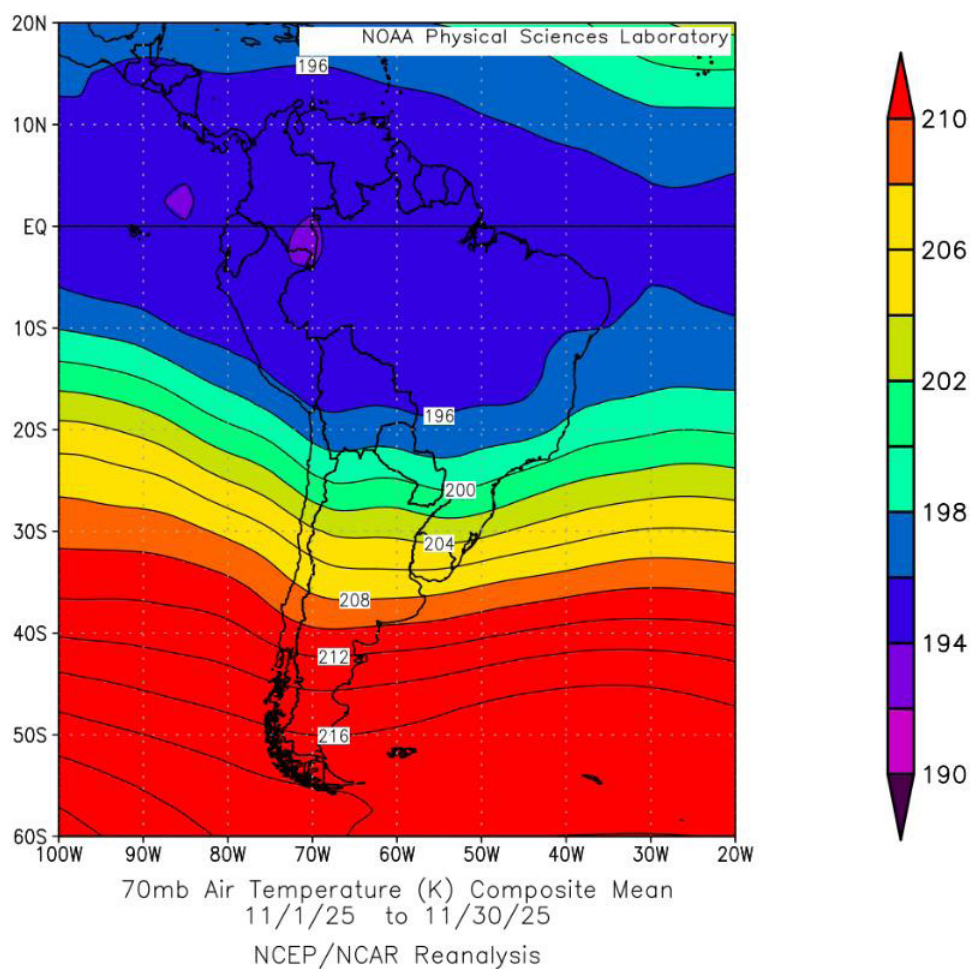 20N
NOAA Physical Sciences Laboratory
196
10N
EQ
10S
196
20S
200
30S
204
208
40S
212
50S
216
60S
100W 90W 80W 70W 60W 50W 40W 30W 20W
210
206
202
198
194
190
70mb Air Temperature (K) Composite Mean
11/1/25 to 11/30/25
NCEP/NCAR Reanalysis